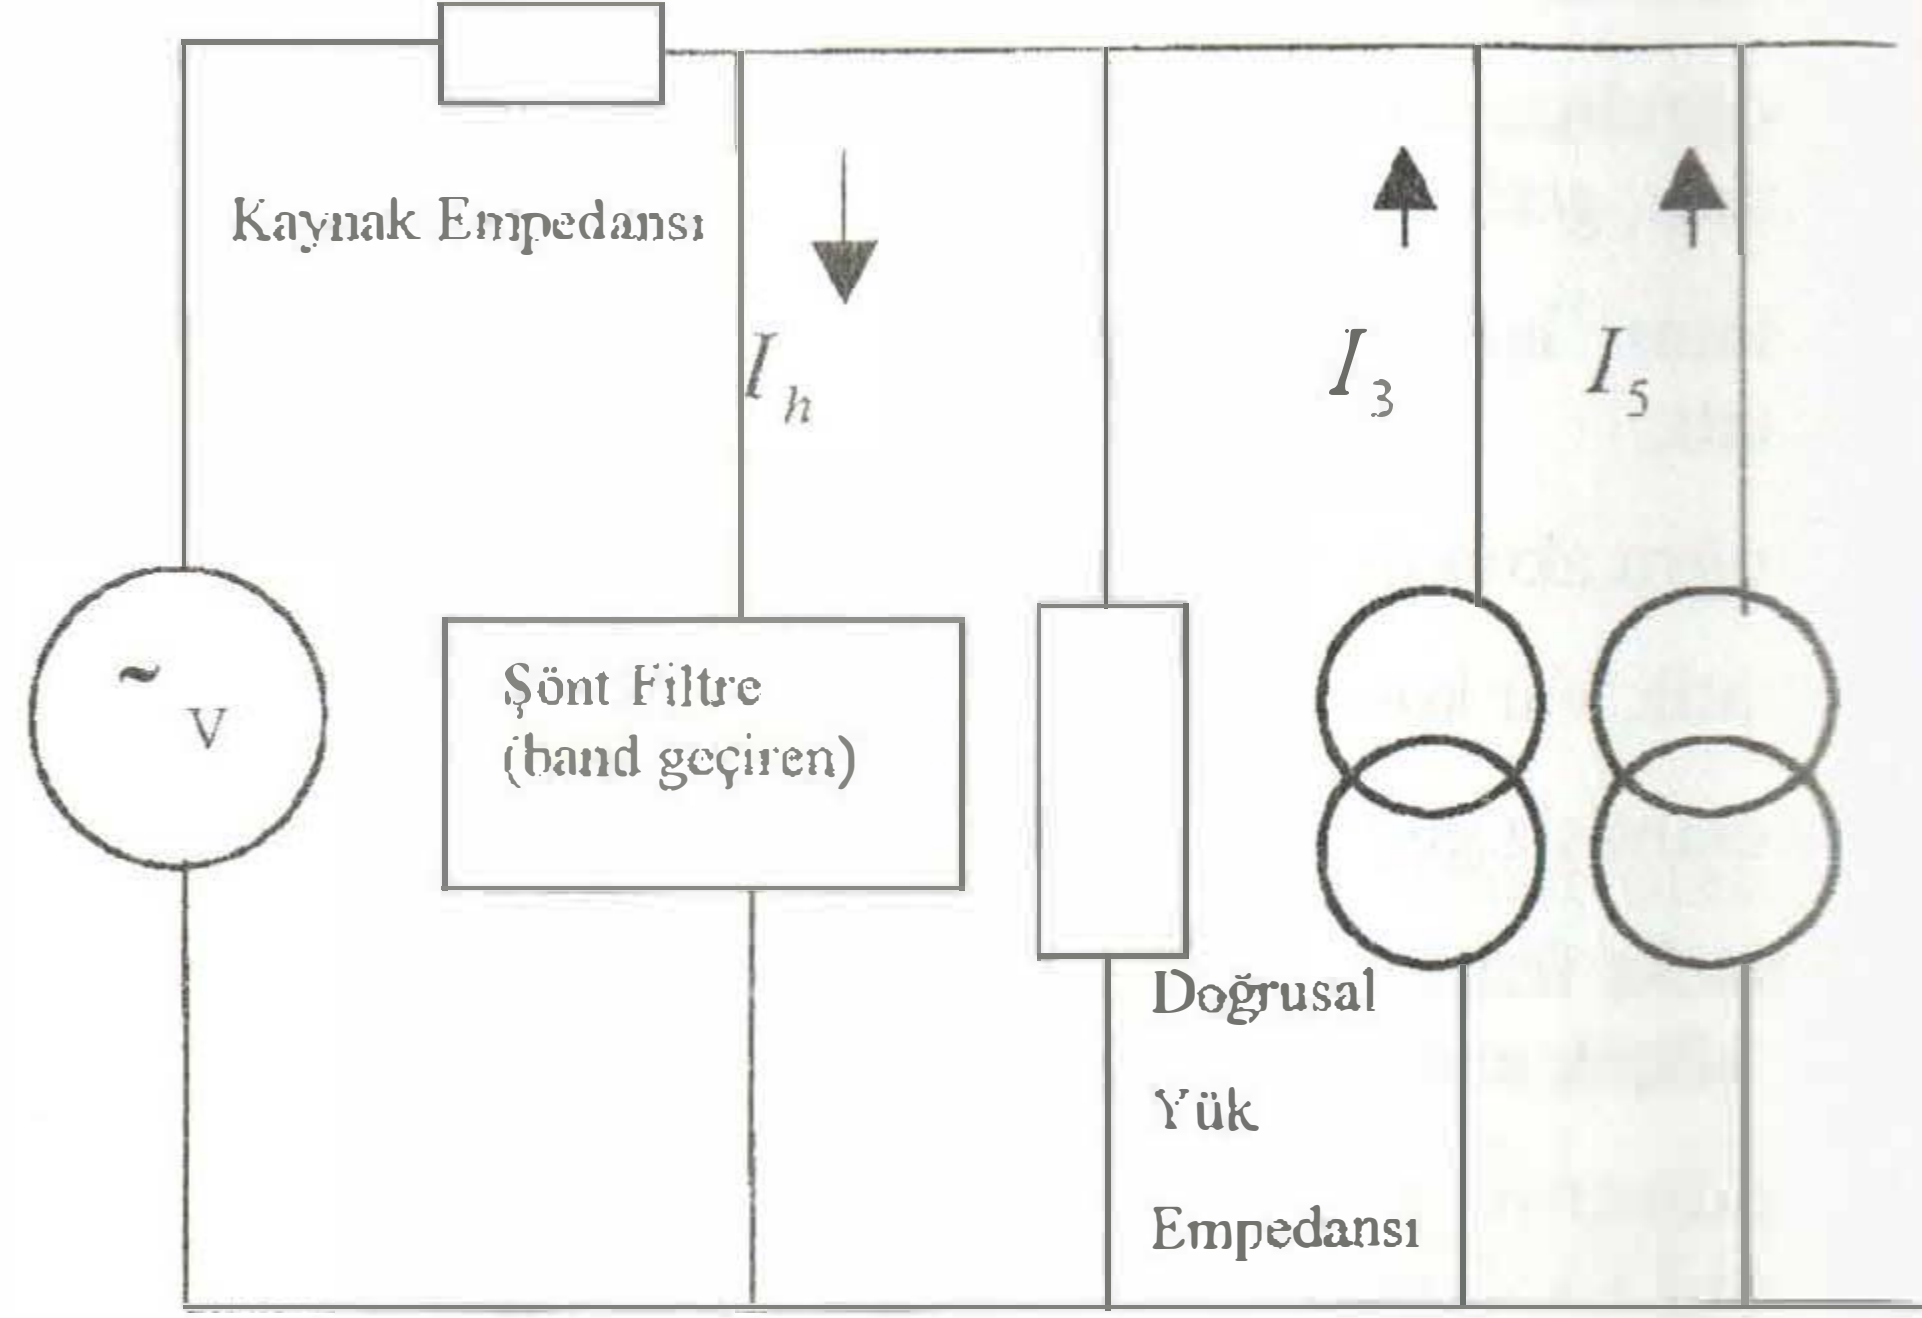 Kaynak Empedansı
I h
I 3
I 5
~ V
Şönt Filtre
(band geçiren)
Doğrusal
Yük
Empedansı